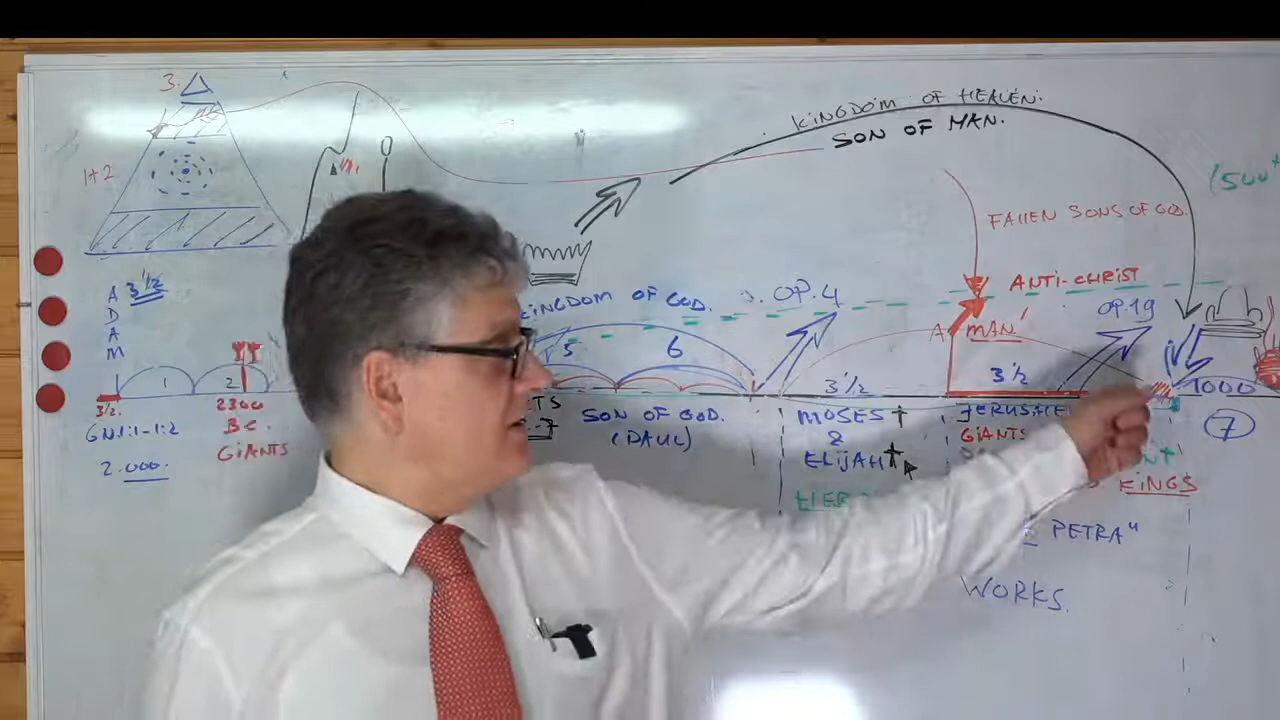 3.
KINGDOM OF HEAVEN.
SON OF MAN.
1+2
(500
FALLEN SONS OF GOD.
ANTI-CHRIST
3½
ADAM
KINGDOM OF GOD.
OP.4
OP.19
MAN'
1
2
5
6
3½
3½
1000
3½
2300
B.C.
GIANTS
GN.1:1-1:2
2.000.
SON OF GOD.
(PAUL)
MOSES †
&
ELIJAH †
GIANTS
7
KINGS
PETRA"
WORKS.